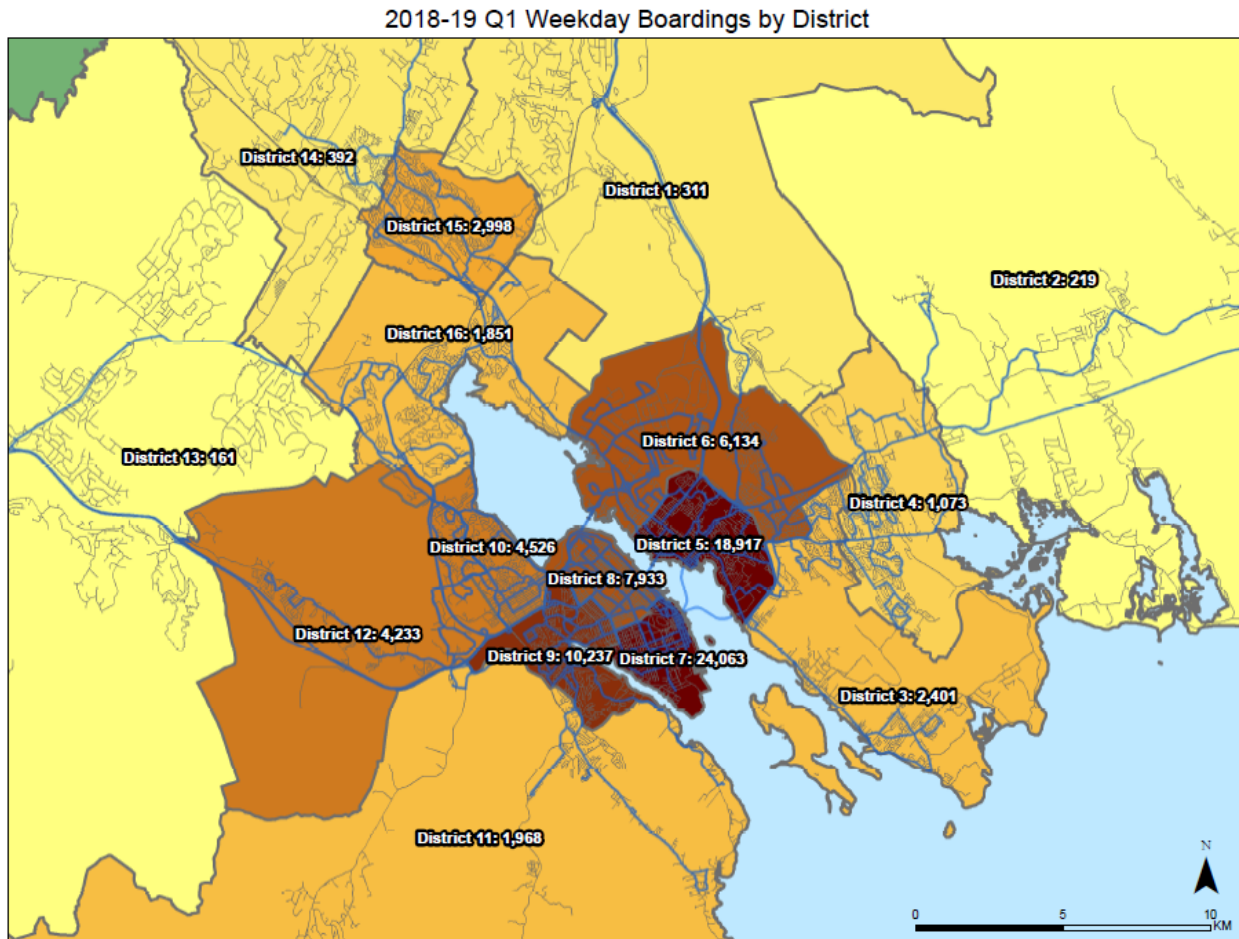 2018-19 Q1 Weekday Boardings by District
District 14: 392
District 1: 311
District 15: 2,998
District 2: 219
District 16: 1,851
District 6: 6,134
District 13: 161
District 4: 1,073
District 5: 18,917
District 10: 4,526
District 8: 7,933
District 12: 4,233
District 9: 10,237
District 7: 24,063
District 3: 2,401
District 11: 1,968
N
0 5 10
KM